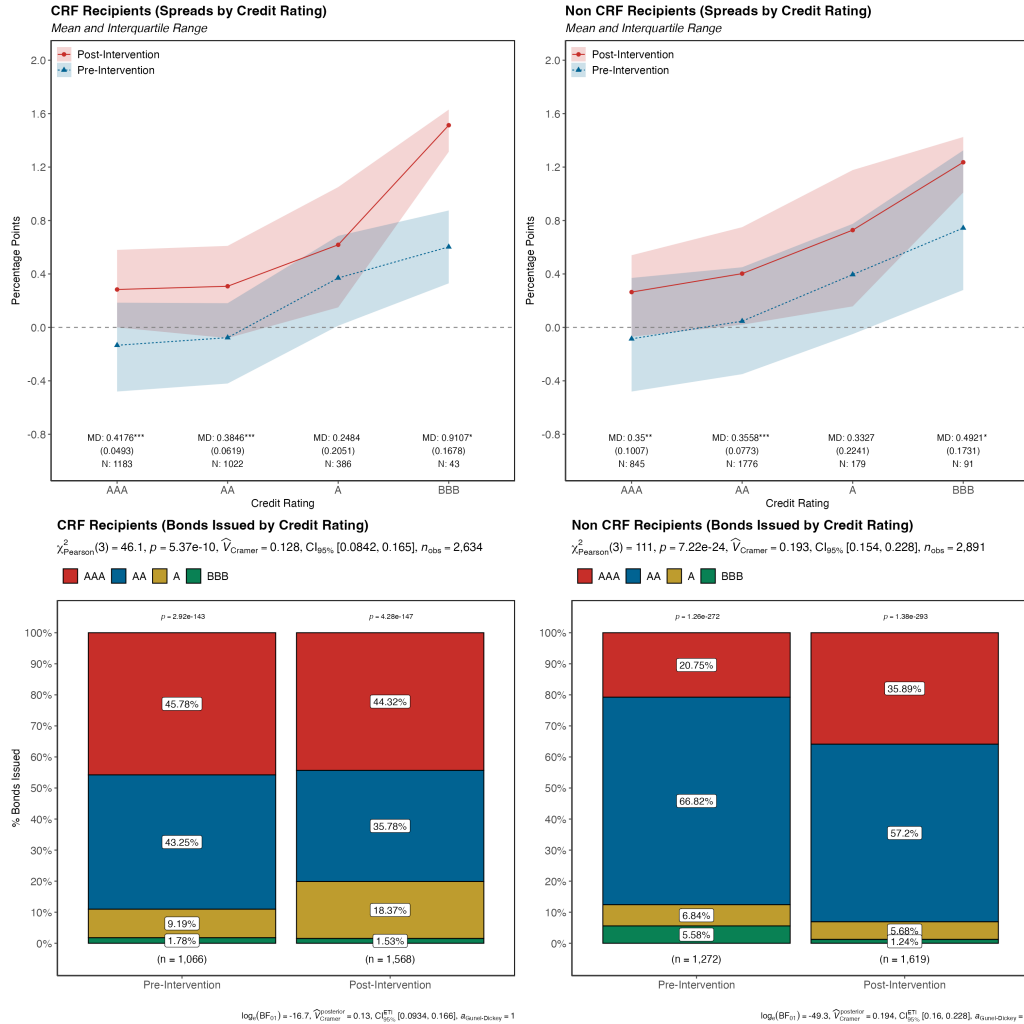 CRF Recipients (Spreads by Credit Rating)
Mean and Interquartile Range
Post-Intervention
Pre-Intervention
2.0
1.6
1.2
0.8
0.4
0.0
-0.4
-0.8
Percentage Points
MD: 0.4176*** MD: 0.3846*** MD: 0.2484 MD: 0.9107*
(0.0493) (0.0619) (0.2051) (0.1678)
N: 1183 N: 1022 N: 386 N: 43
AAA AA A BBB
Credit Rating
Non CRF Recipients (Spreads by Credit Rating)
Mean and Interquartile Range
Post-Intervention
Pre-Intervention
2.0
1.6
1.2
0.8
0.4
0.0
-0.4
-0.8
Percentage Points
MD: 0.35** MD: 0.3558*** MD: 0.3327 MD: 0.4921*
(0.1007) (0.0773) (0.2241) (0.1731)
N: 845 N: 1776 N: 179 N: 91
AAA AA A BBB
Credit Rating
CRF Recipients (Bonds Issued by Credit Rating)
χ²Pearson(3) = 46.1, p = 5.37e-10, V̂Cramer = 0.128, CI95% [0.0842, 0.165], nobs = 2,634
AAA AA A BBB
p = 2.92e-143 p = 4.28e-147
100%
90%
80%
70%
60%
50%
40%
30%
20%
10%
0%
% Bonds Issued
45.78%
43.25%
9.19%
1.78%
44.32%
35.78%
18.37%
1.53%
(n = 1,066) (n = 1,568)
Pre-Intervention Post-Intervention
loge(BF01) = -16.7, V̂posterior Cramer = 0.13, CIETI 95% [0.0934, 0.166], aGunel-Dickey = 1
Non CRF Recipients (Bonds Issued by Credit Rating)
χ²Pearson(3) = 111, p = 7.22e-24, V̂Cramer = 0.193, CI95% [0.154, 0.228], nobs = 2,891
AAA AA A BBB
p = 1.26e-272 p = 1.38e-293
100%
90%
80%
70%
60%
50%
40%
30%
20%
10%
0%
20.75%
66.82%
6.84%
5.58%
35.89%
57.2%
5.68%
1.24%
(n = 1,272) (n = 1,619)
Pre-Intervention Post-Intervention
loge(BF01) = -49.3, V̂posterior Cramer = 0.194, CIETI 95% [0.16, 0.228], aGunel-Dickey =